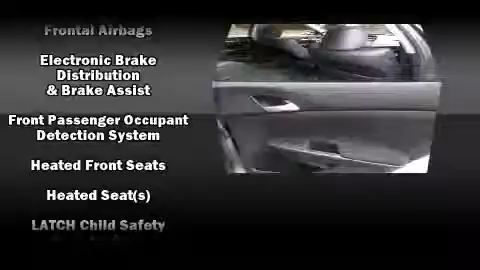 Frontal Airbags
Electronic Brake
Distribution
& Brake Assist
Front Passenger Occupant
Detection System
Heated Front Seats
Heated Seat(s)
LATCH Child Safety